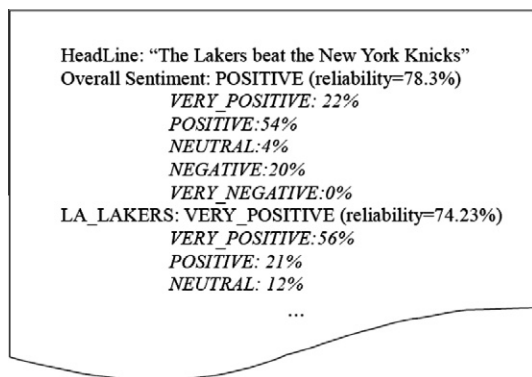 HeadLine: “The Lakers beat the New York Knicks”
Overall Sentiment: POSITIVE (reliability=78.3%)
VERY_POSITIVE: 22%
POSITIVE:54%
NEUTRAL:4%
NEGATIVE:20%
VERY_NEGATIVE:0%
LA_LAKERS: VERY_POSITIVE (reliability=74.23%)
VERY_POSITIVE:56%
POSITIVE: 21%
NEUTRAL: 12%
...